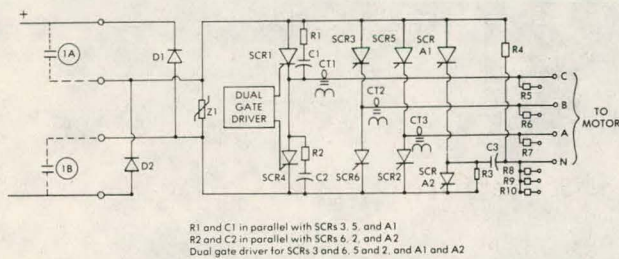 +
1A
D1
D2
1B
Z1
DUAL
GATE
DRIVER
SCR1
SCR4
R1
C1
CT1
R2
C2
SCR3
SCR5
SCR
A1
CT2
CT3
SCR6
SCR2
SCR
A2
R3
C3
R4
C
R5
B
R6
A
R7
N
R8
R9
R10
TO
MOTOR
R1 and C1 in parallel with SCRs 3, 5, and A1
R2 and C2 in parallel with SCRs 6, 2, and A2
Dual gate driver for SCRs 3 and 6, 5 and 2, and A1 and A2